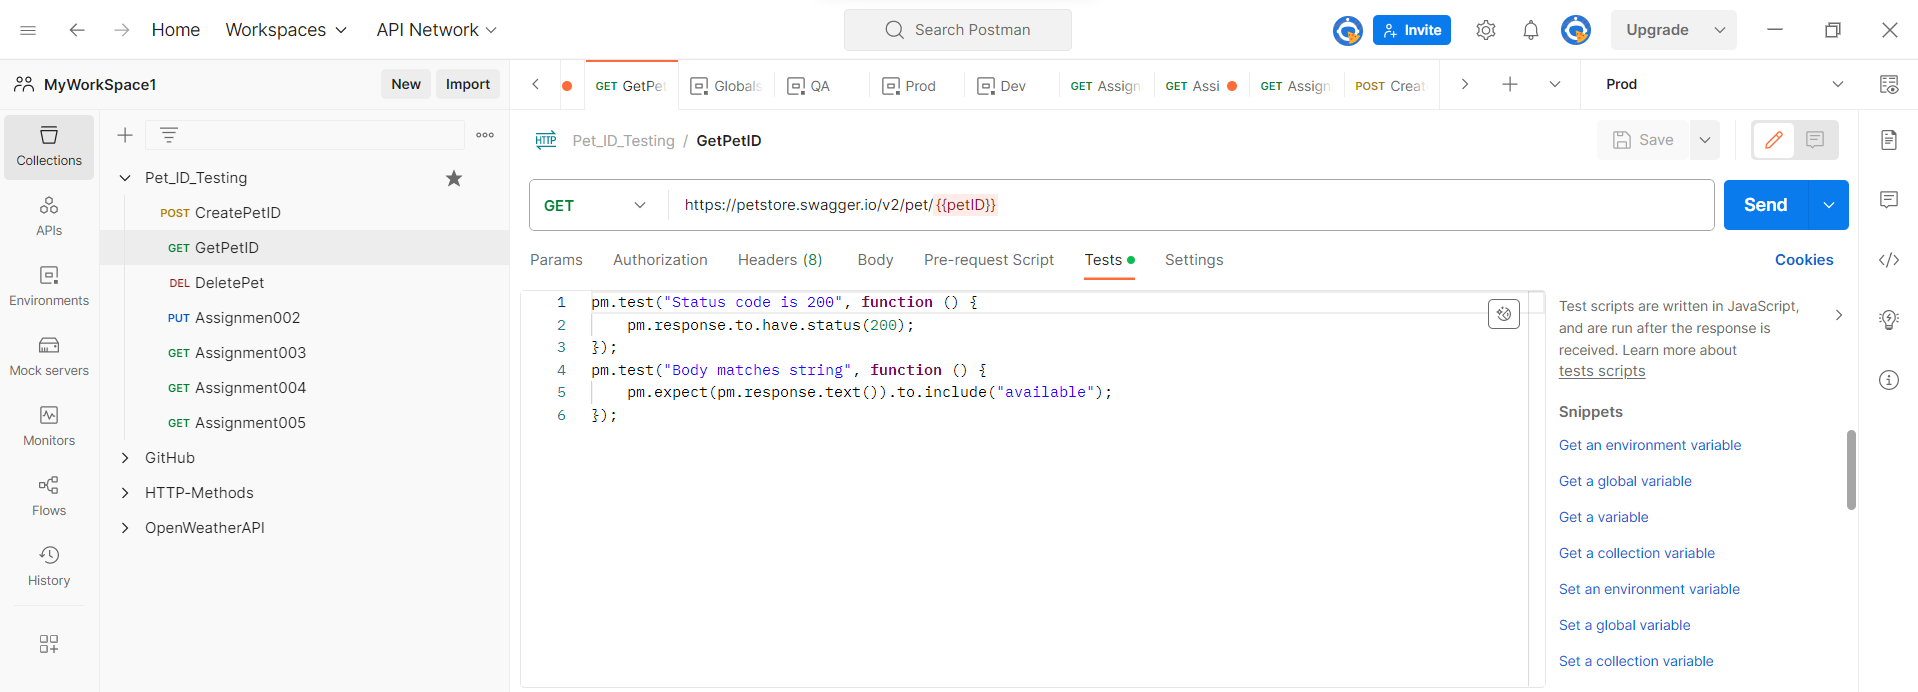 Home Workspaces API Network Search Postman Invite Upgrade
MyWorkSpace1 New Import
GET GetPet Globals QA Prod Dev GET Assign GET Assi GET Assign POST Creat Prod
Collections
APIs
Environments
Mock servers
Monitors
Flows
History
Pet_ID_Testing
POST CreatePetID
GET GetPetID
DEL DeletePet
PUT Assignmen002
GET Assignment003
GET Assignment004
GET Assignment005
GitHub
HTTP-Methods
OpenWeatherAPI
HTTP Pet_ID_Testing / GetPetID Save
GET https://petstore.swagger.io/v2/pet/{{petID}} Send
Params Authorization Headers (8) Body Pre-request Script Tests Settings Cookies
1 pm.test("Status code is 200", function () {
2 pm.response.to.have.status(200);
3 });
4 pm.test("Body matches string", function () {
5 pm.expect(pm.response.text()).to.include("available");
6 });
Test scripts are written in JavaScript,
and are run after the response is
received. Learn more about
tests scripts
Snippets
Get an environment variable
Get a global variable
Get a variable
Get a collection variable
Set an environment variable
Set a global variable
Set a collection variable